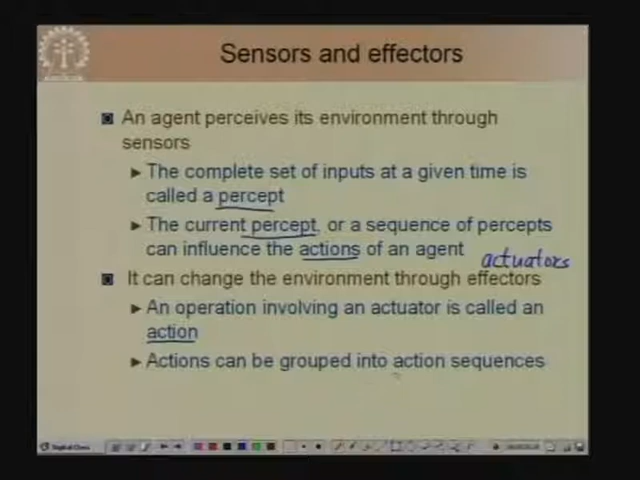 Sensors and effectors
An agent perceives its environment through
sensors
The complete set of inputs at a given time is
called a percept
The current percept, or a sequence of percepts
can influence the actions of an agent
actuators
It can change the environment through effectors
An operation involving an actuator is called an
action
Actions can be grouped into action sequences